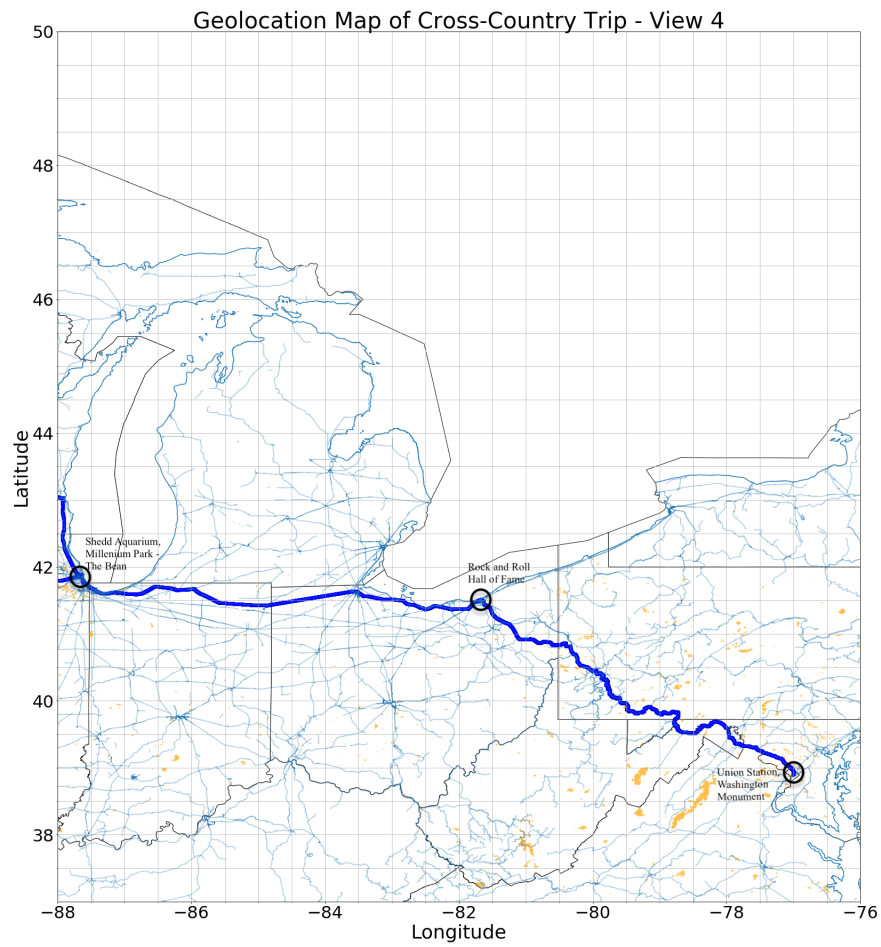 Geolocation Map of Cross-Country Trip - View 4
50
48
46
44
42
40
38
Latitude
Shedd Aquarium,
Millenium Park -
The Bean
Rock and Roll
Hall of Fame
Union Station,
Washington
Monument
−88
−86
−84
−82
−80
−78
−76
Longitude